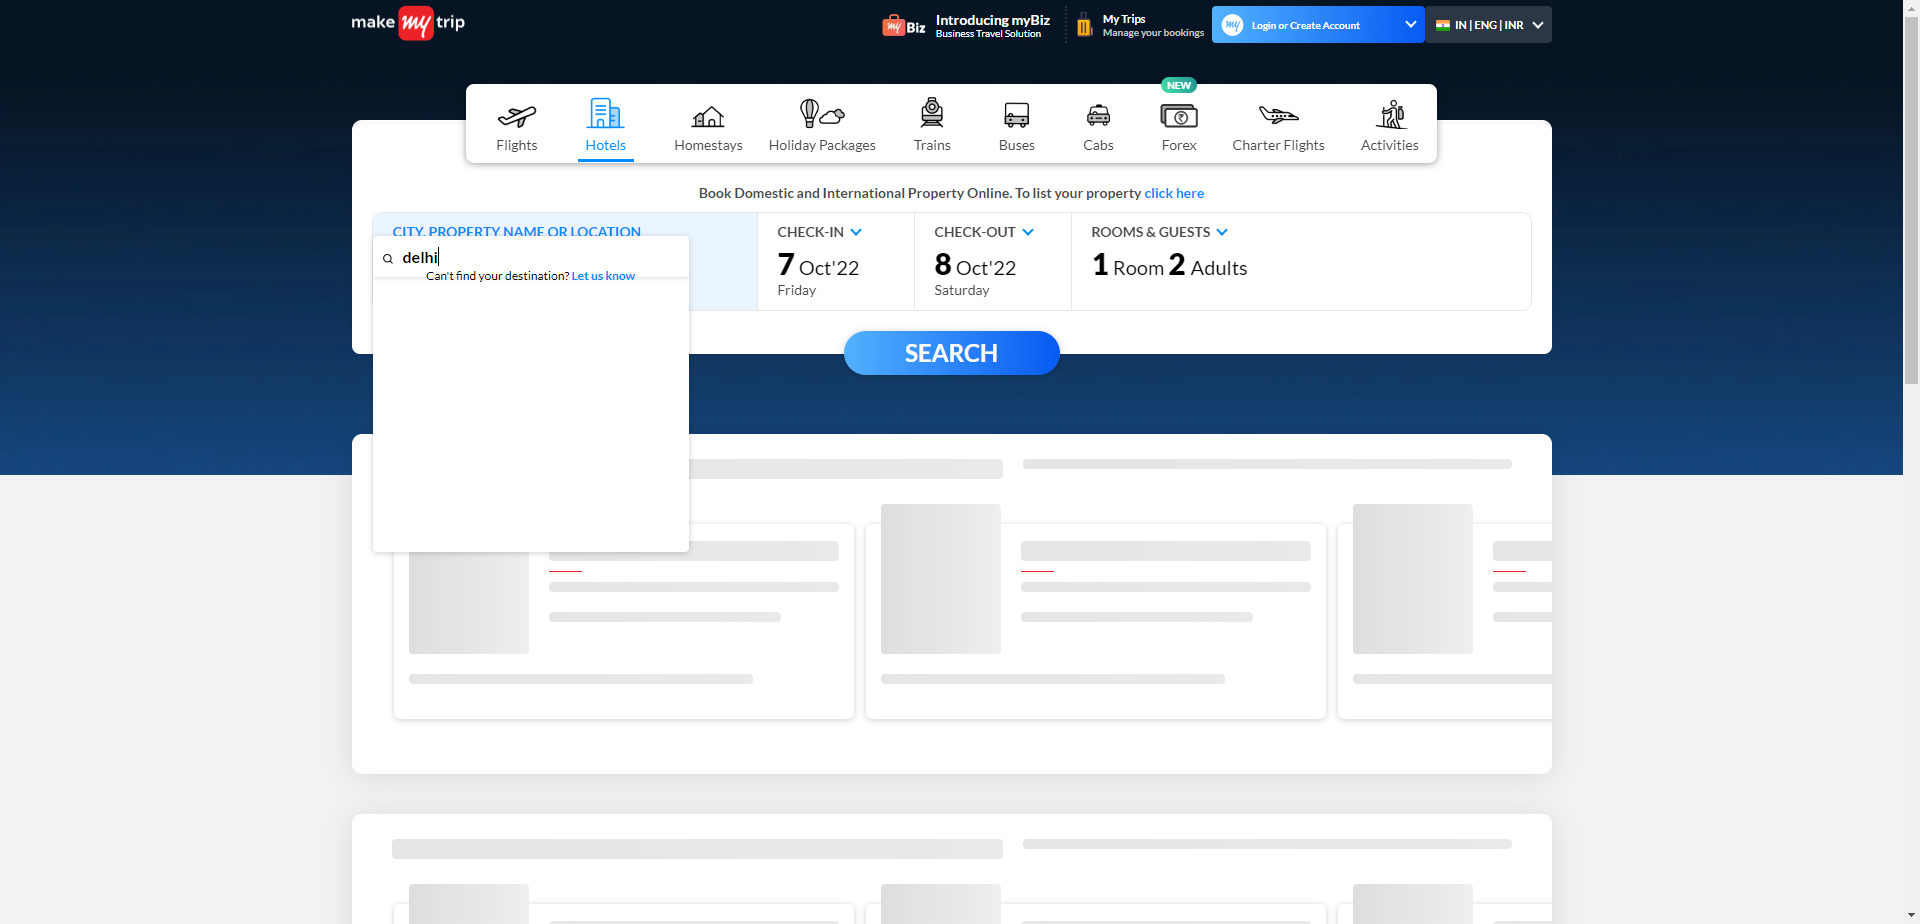 make my trip
my Biz
Introducing myBiz
Business Travel Solution
My Trips
Manage your bookings
my
Login or Create Account
IN | ENG | INR
NEW
Flights
Hotels
Homestays
Holiday Packages
Trains
Buses
Cabs
Forex
Charter Flights
Activities
Book Domestic and International Property Online. To list your property click here
CITY, PROPERTY NAME OR LOCATION
delhi
Can't find your destination? Let us know
CHECK-IN
7 Oct'22
Friday
CHECK-OUT
8 Oct'22
Saturday
ROOMS & GUESTS
1 Room 2 Adults
SEARCH